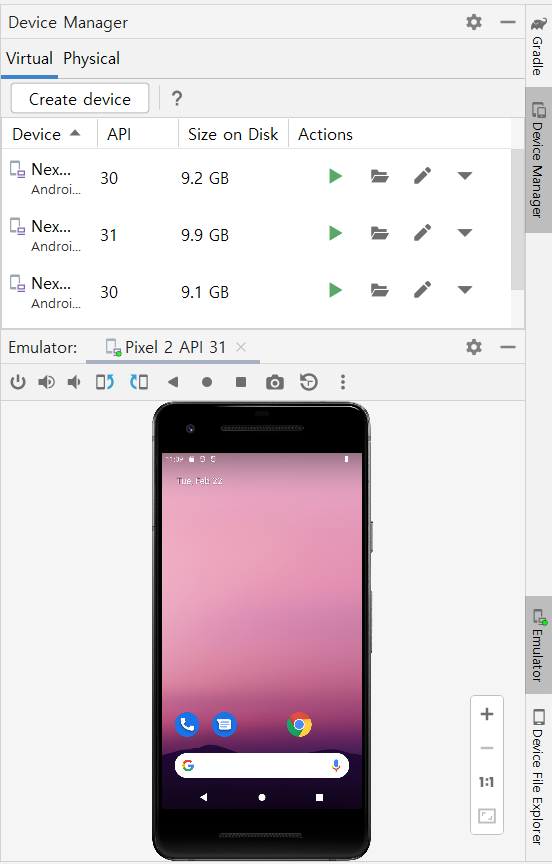 Device Manager
Virtual Physical
Create device ?
Device API Size on Disk Actions
Nex... 30 9.2 GB
Androi...
Nex... 31 9.9 GB
Androi...
Nex... 30 9.1 GB
Androi...
Emulator: Pixel 2 API 31
11:09
Tue, Feb 22
G
1:1
Gradle
Device Manager
Emulator
Device File Explorer